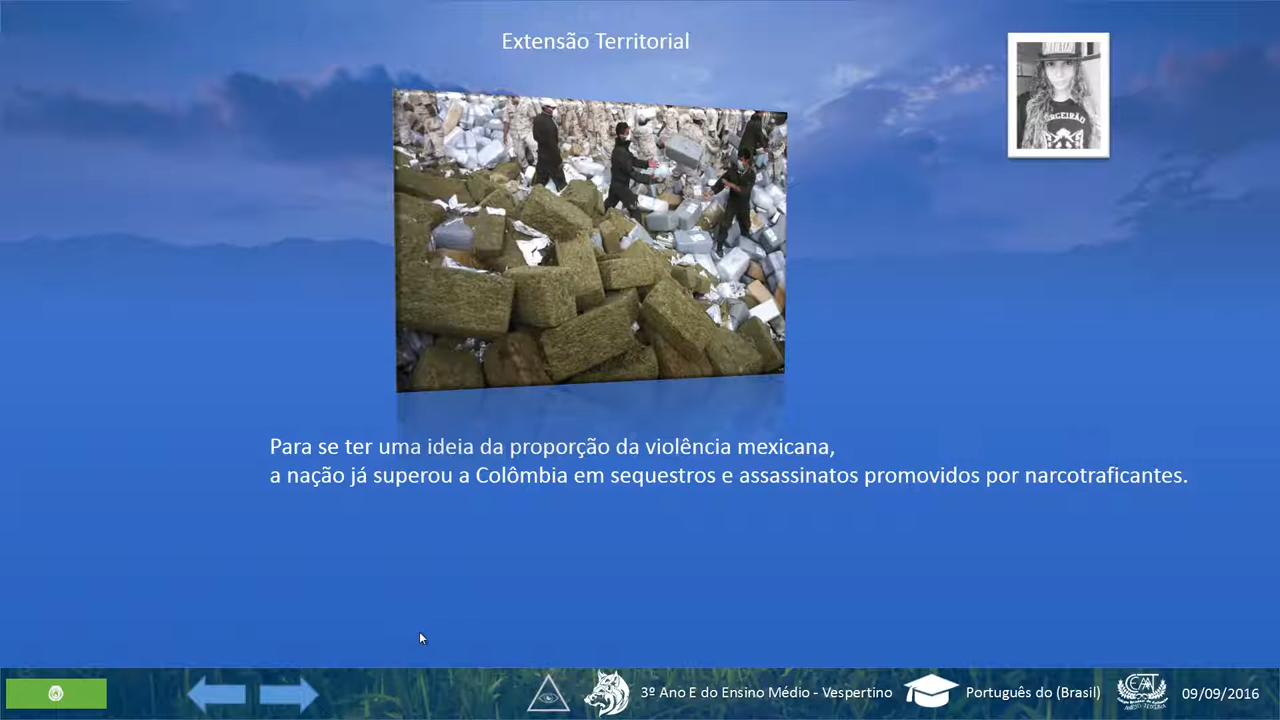 Extensão Territorial
Para se ter uma ideia da proporção da violência mexicana,
a nação já superou a Colômbia em sequestros e assassinatos promovidos por narcotraficantes.
3º Ano E do Ensino Médio - Vespertino
Português do (Brasil)
09/09/2016